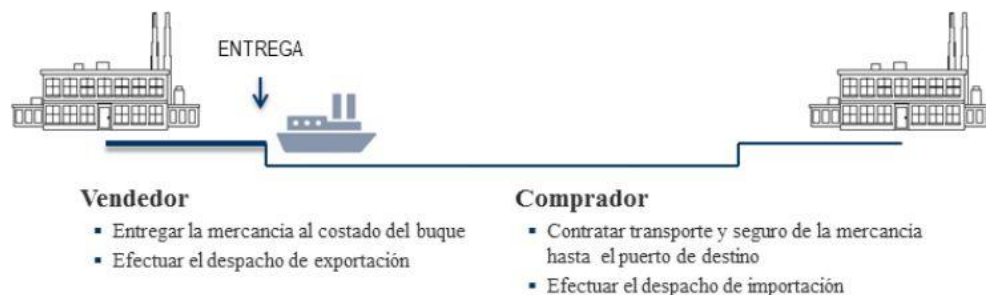 ENTREGA
Vendedor
▪ Entregar la mercancia al costado del buque
▪ Efectuar el despacho de exportación
Comprador
▪ Contratar transporte y seguro de la mercancia
hasta el puerto de destino
▪ Efectuar el despacho de importación